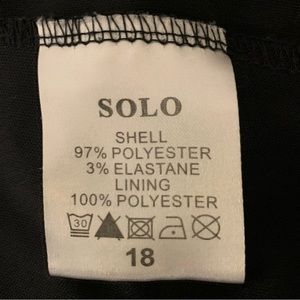 SOLO
SHELL
97% POLYESTER
3% ELASTANE
LINING
100% POLYESTER
30
18